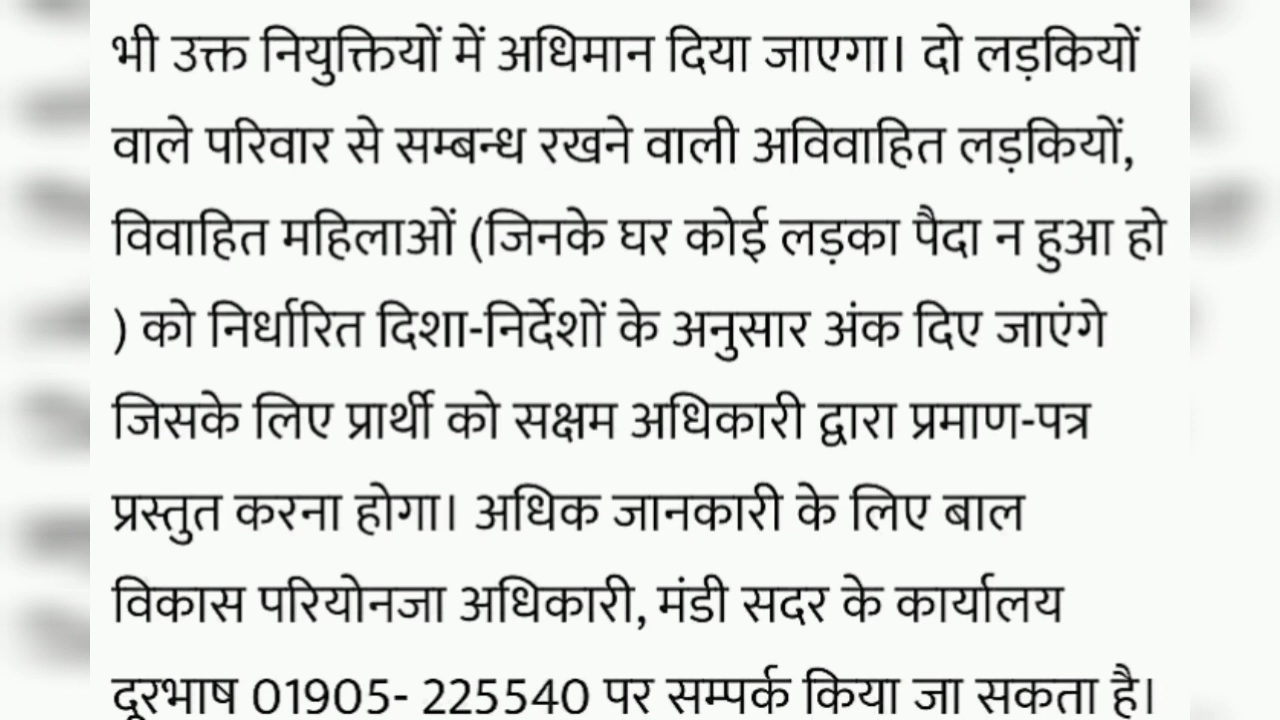 भी उक्त नियुक्तियों में अधिमान दिया जाएगा। दो लड़कियों
वाले परिवार से सम्बन्ध रखने वाली अविवाहित लड़कियों,
विवाहित महिलाओं (जिनके घर कोई लड़का पैदा न हुआ हो
) को निर्धारित दिशा-निर्देशों के अनुसार अंक दिए जाएंगे
जिसके लिए प्रार्थी को सक्षम अधिकारी द्वारा प्रमाण-पत्र
प्रस्तुत करना होगा। अधिक जानकारी के लिए बाल
विकास परियोनजा अधिकारी, मंडी सदर के कार्यालय
दूरभाष 01905- 225540 पर सम्पर्क किया जा सकता है।